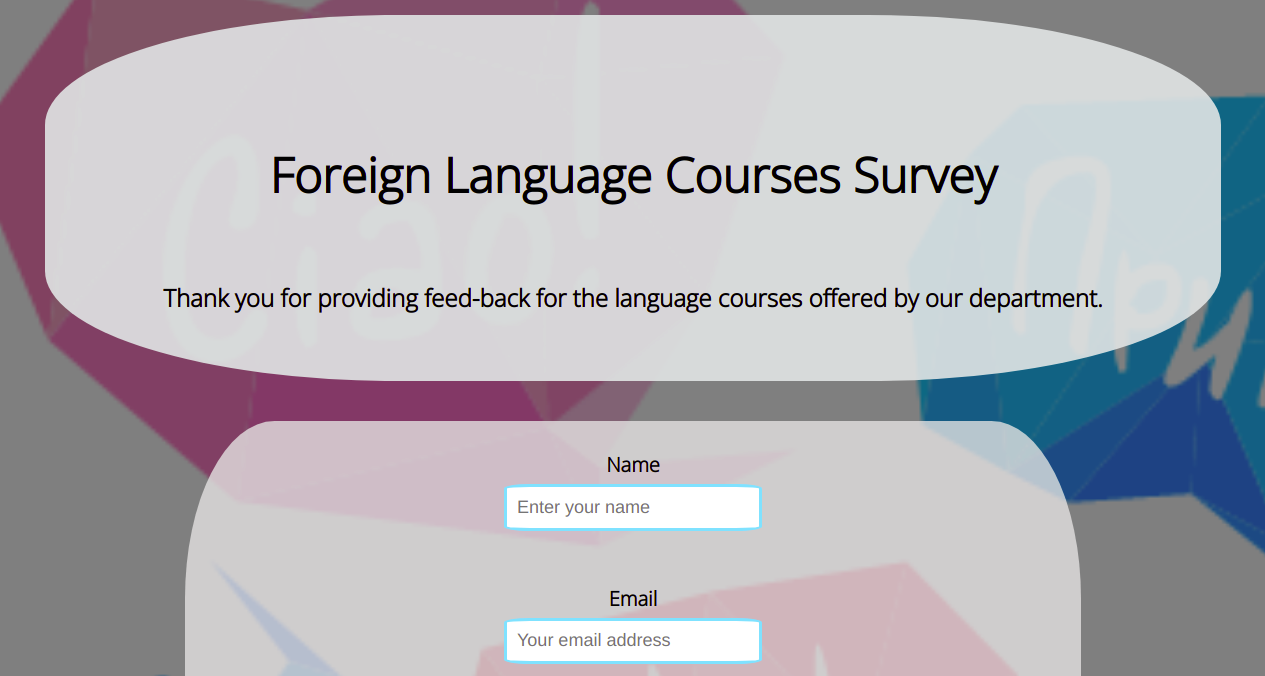 Ciao!
Foreign Language Courses Survey
Thank you for providing feed-back for the language courses offered by our department.
Name
Enter your name
Email
Your email address